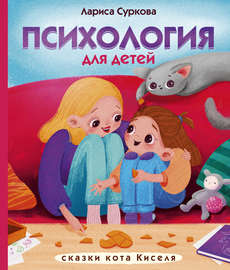 Лариса Суркова
ПСИХОЛОГИЯ
для детей
сказки кота Киселя